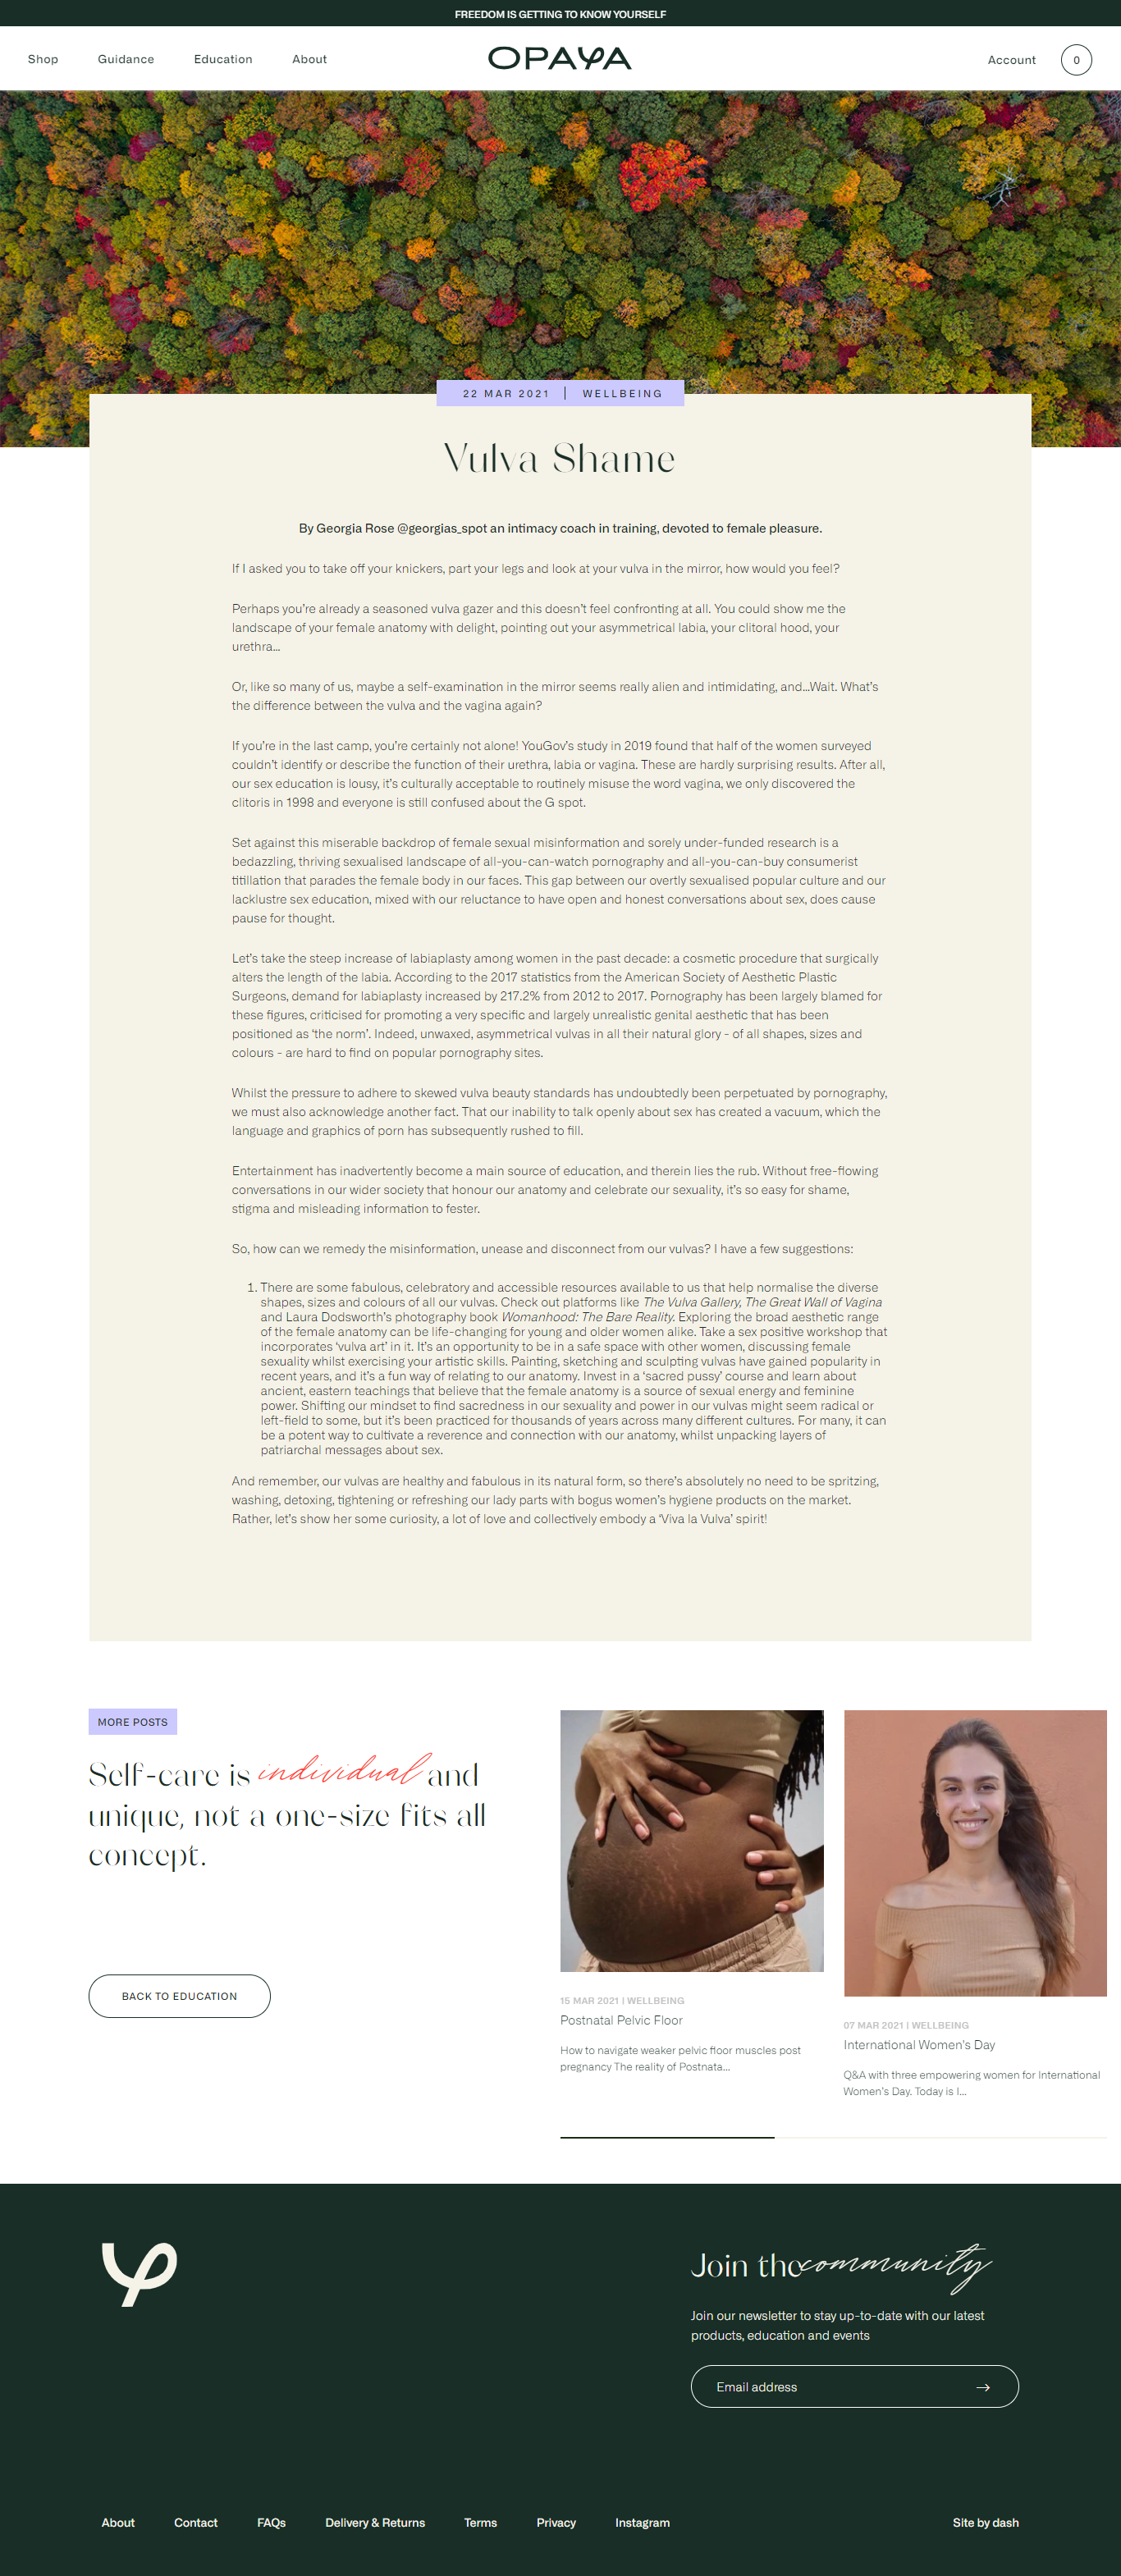 FREEDOM IS GETTING TO KNOW YOURSELF
Shop Guidance Education About OPAYA Account 0
22 MAR 2021 | WELLBEING
Vulva Shame
By Georgia Rose @georgias_spot an intimacy coach in training, devoted to female pleasure.
If I asked you to take off your knickers, part your legs and look at your vulva in the mirror, how would you feel?
Perhaps you're already a seasoned vulva gazer and this doesn't feel confronting at all. You could show me the
landscape of your female anatomy with delight, pointing out your asymmetrical labia, your clitoral hood, your
urethra...
Or, like so many of us, maybe a self-examination in the mirror seems really alien and intimidating, and...Wait. What's
the difference between the vulva and the vagina again?
If you're in the last camp, you're certainly not alone! YouGov's study in 2019 found that half of the women surveyed
couldn't identify or describe the function of their urethra, labia or vagina. These are hardly surprising results. After all,
our sex education is lousy, it's culturally acceptable to routinely misuse the word vagina, we only discovered the
clitoris in 1998 and everyone is still confused about the G spot.
Set against this miserable backdrop of female sexual misinformation and sorely under-funded research is a
bedazzling, thriving sexualised landscape of all-you-can-watch pornography and all-you-can-buy consumerist
titillation that parades the female body in our faces. This gap between our overtly sexualised popular culture and our
lacklustre sex education, mixed with our reluctance to have open and honest conversations about sex, does cause
pause for thought.
Let's take the steep increase of labiaplasty among women in the past decade: a cosmetic procedure that surgically
alters the length of the labia. According to the 2017 statistics from the American Society of Aesthetic Plastic
Surgeons, demand for labiaplasty increased by 217.2% from 2012 to 2017. Pornography has been largely blamed for
these figures, criticised for promoting a very specific and largely unrealistic genital aesthetic that has been
positioned as 'the norm'. Indeed, unwaxed, asymmetrical vulvas in all their natural glory - of all shapes, sizes and
colours - are hard to find on popular pornography sites.
Whilst the pressure to adhere to skewed vulva beauty standards has undoubtedly been perpetuated by pornography,
we must also acknowledge another fact. That our inability to talk openly about sex has created a vacuum, which the
language and graphics of porn has subsequently rushed to fill.
Entertainment has inadvertently become a main source of education, and therein lies the rub. Without free-flowing
conversations in our wider society that honour our anatomy and celebrate our sexuality, it's so easy for shame,
stigma and misleading information to fester.
So, how can we remedy the misinformation, unease and disconnect from our vulvas? I have a few suggestions:
1. There are some fabulous, celebratory and accessible resources available to us that help normalise the diverse
shapes, sizes and colours of all our vulvas. Check out platforms like The Vulva Gallery, The Great Wall of Vagina
and Laura Dodsworth's photography book Womanhood: The Bare Reality. Exploring the broad aesthetic range
of the female anatomy can be life-changing for young and older women alike. Take a sex positive workshop that
incorporates 'vulva art' in it. It's an opportunity to be in a safe space with other women, discussing female
sexuality whilst exercising your artistic skills. Painting, sketching and sculpting vulvas have gained popularity in
recent years, and it's a fun way of relating to our anatomy. Invest in a 'sacred pussy' course and learn about
ancient, eastern teachings that believe that the female anatomy is a source of sexual energy and feminine
power. Shifting our mindset to find sacredness in our sexuality and power in our vulvas might seem radical or
left-field to some, but it's been practiced for thousands of years across many different cultures. For many, it can
be a potent way to cultivate a reverence and connection with our anatomy, whilst unpacking layers of
patriarchal messages about sex.
And remember, our vulvas are healthy and fabulous in its natural form, so there's absolutely no need to be spritzing,
washing, detoxing, tightening or refreshing our lady parts with bogus women's hygiene products on the market.
Rather, let's show her some curiosity, a lot of love and collectively embody a 'Viva la Vulva' spirit!
MORE POSTS
Self-care is individual and
unique, not a one-size fits all
concept.
BACK TO EDUCATION
15 MAR 2021 | WELLBEING
Postnatal Pelvic Floor
How to navigate weaker pelvic floor muscles post
pregnancy The reality of Postnata...
07 MAR 2021 | WELLBEING
International Women's Day
Q&A with three empowering women for International
Women's Day. Today is I...
Join the community
Join our newsletter to stay up-to-date with our latest
products, education and events
Email address →
About Contact FAQs Delivery & Returns Terms Privacy Instagram Site by dash